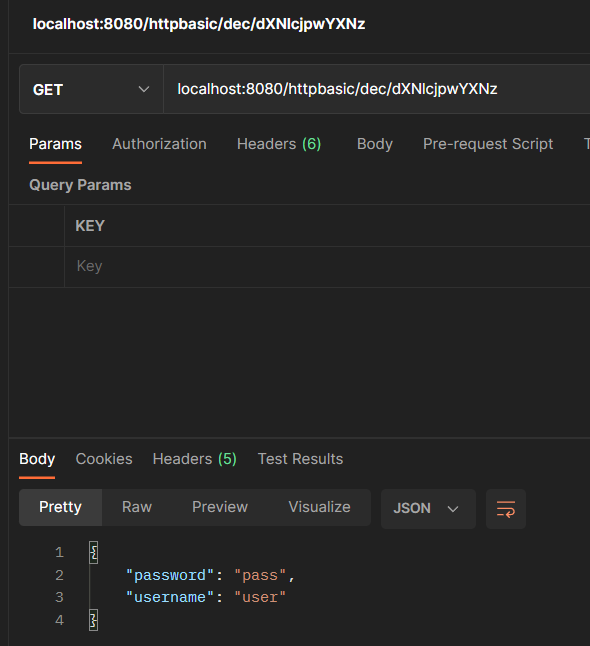 localhost:8080/httpbasic/dec/dXNlcjpwYXNz
GET localhost:8080/httpbasic/dec/dXNlcjpwYXNz
Params Authorization Headers (6) Body Pre-request Script
Query Params
KEY
Key
Body Cookies Headers (5) Test Results
Pretty Raw Preview Visualize JSON
1 {
2 "password": "pass",
3 "username": "user"
4 }